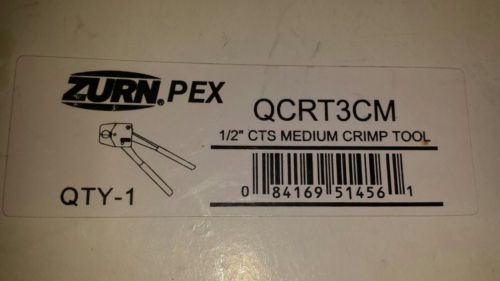 ZURN® PEX
QCRT3CM
1/2" CTS MEDIUM CRIMP TOOL
QTY-1
0 84169 51456 1